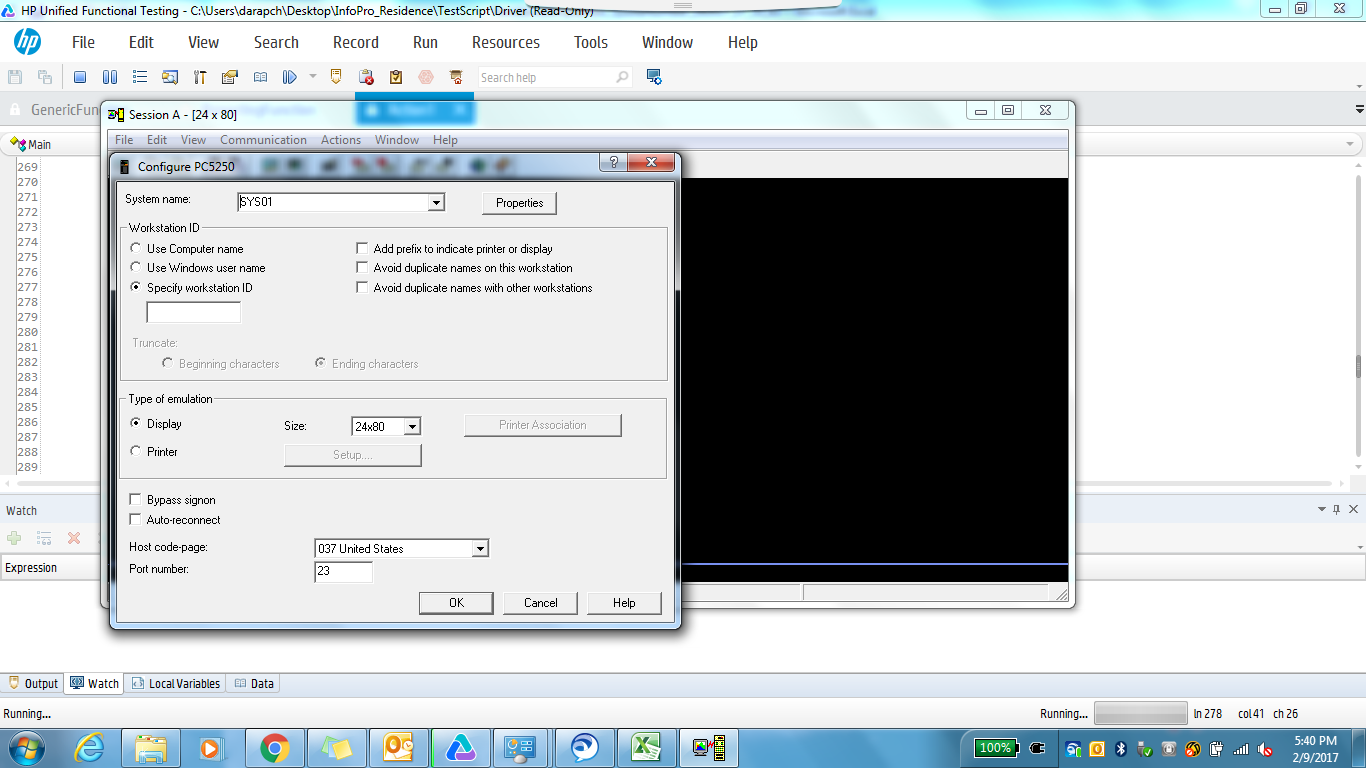 HP Unified Functional Testing - C:\Users\darapch\Desktop\InfoPro_Residence\TestScript\Driver (Read-Only)
hp File Edit View Search Record Run Resources Tools Window Help
Search help
GenericFun
Session A - [24 x 80]
Main
File Edit View Communication Actions Window Help
Configure PC5250
269
270
271
272
273
274
275
276
277
278
279
280
281
282
283
284
285
286
287
288
289
System name: SYS01 Properties
Workstation ID
Use Computer name Add prefix to indicate printer or display
Use Windows user name Avoid duplicate names on this workstation
Specify workstation ID Avoid duplicate names with other workstations
Truncate:
Beginning characters Ending characters
Type of emulation
Display Size: 24x80 Printer Association
Printer Setup....
Bypass signon
Auto-reconnect
Host code-page: 037 United States
Port number: 23
OK Cancel Help
Watch
Expression
Output Watch Local Variables Data
Running... Running... ln 278 col 41 ch 26
100% 5:40 PM
2/9/2017